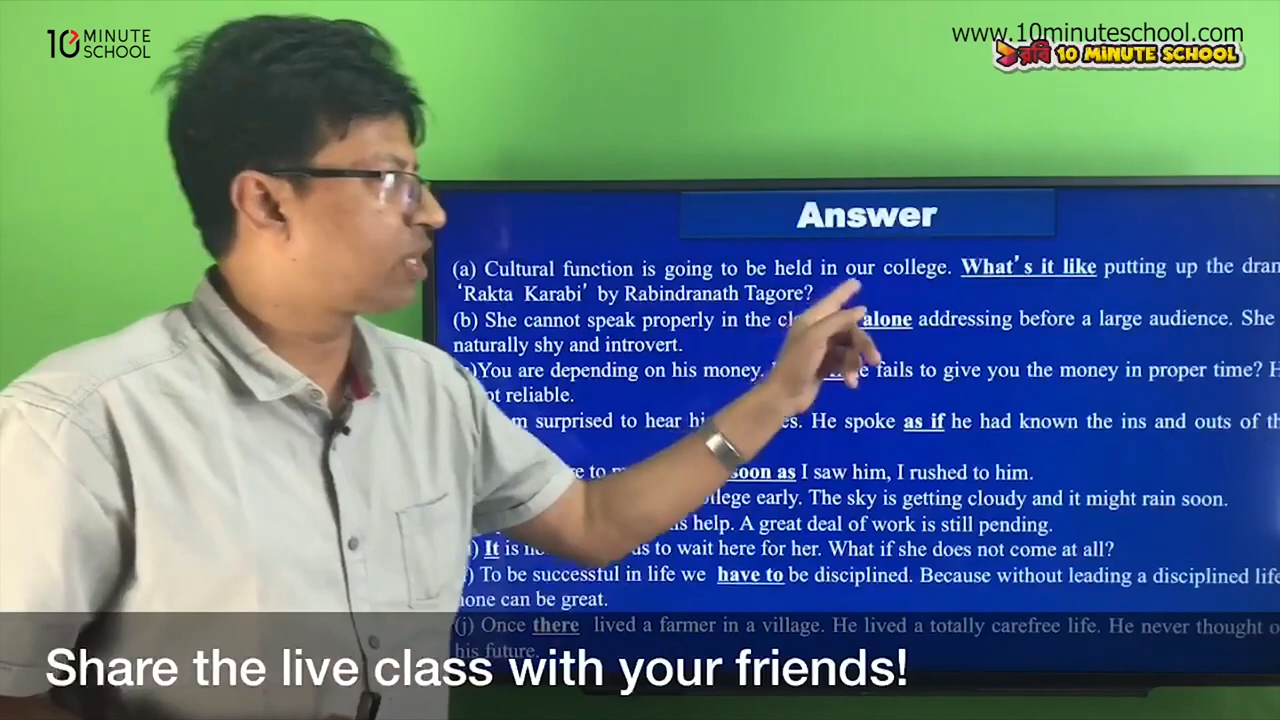 10 MINUTE SCHOOL
www.10minuteschool.com
রবি 10 MiNUTE SCHOOL
Answer
(a) Cultural function is going to be held in our college. What's it like putting up the
'Rakta Karabi' by Rabindranath Tagore?
(b) She cannot speak properly in the alone addressing before a large audience. She
naturally shy and introvert.
You are depending on his money. fails to give you the money in proper time?
reliable.
surprised to hear He spoke as if he had known the ins and outs of
to soon as I saw him, I rushed to him.
early. The sky is getting cloudy and it might rain soon.
help. A great deal of work is still pending.
It is us to wait here for her. What if she does not come at all?
To be successful in life we have to be disciplined. Because without leading a disciplined life
none can be great.
(j) Once there lived a farmer in a village. He lived a totally carefree life. He never thought
his future.
Share the live class with your friends!